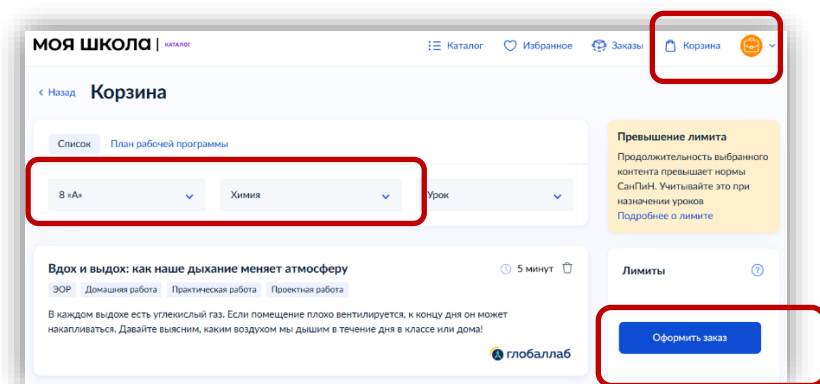 МОЯ ШКОЛА | КАТАЛОГ
Каталог Избранное Заказы Корзина
< Назад Корзина
Список План рабочей программы
8 «А» Химия Урок
Превышение лимита
Продолжительность выбранного
контента превышает нормы
СанПиН. Учитывайте это при
назначении уроков
Подробнее о лимите
Вдох и выдох: как наше дыхание меняет атмосферу 5 минут
ЭОР Домашняя работа Практическая работа Проектная работа
В каждом выдохе есть углекислый газ. Если помещение плохо вентилируется, к концу дня он может
накапливаться. Давайте выясним, каким воздухом мы дышим в течение дня в классе или дома!
глобаллаб
Лимиты ?
Оформить заказ